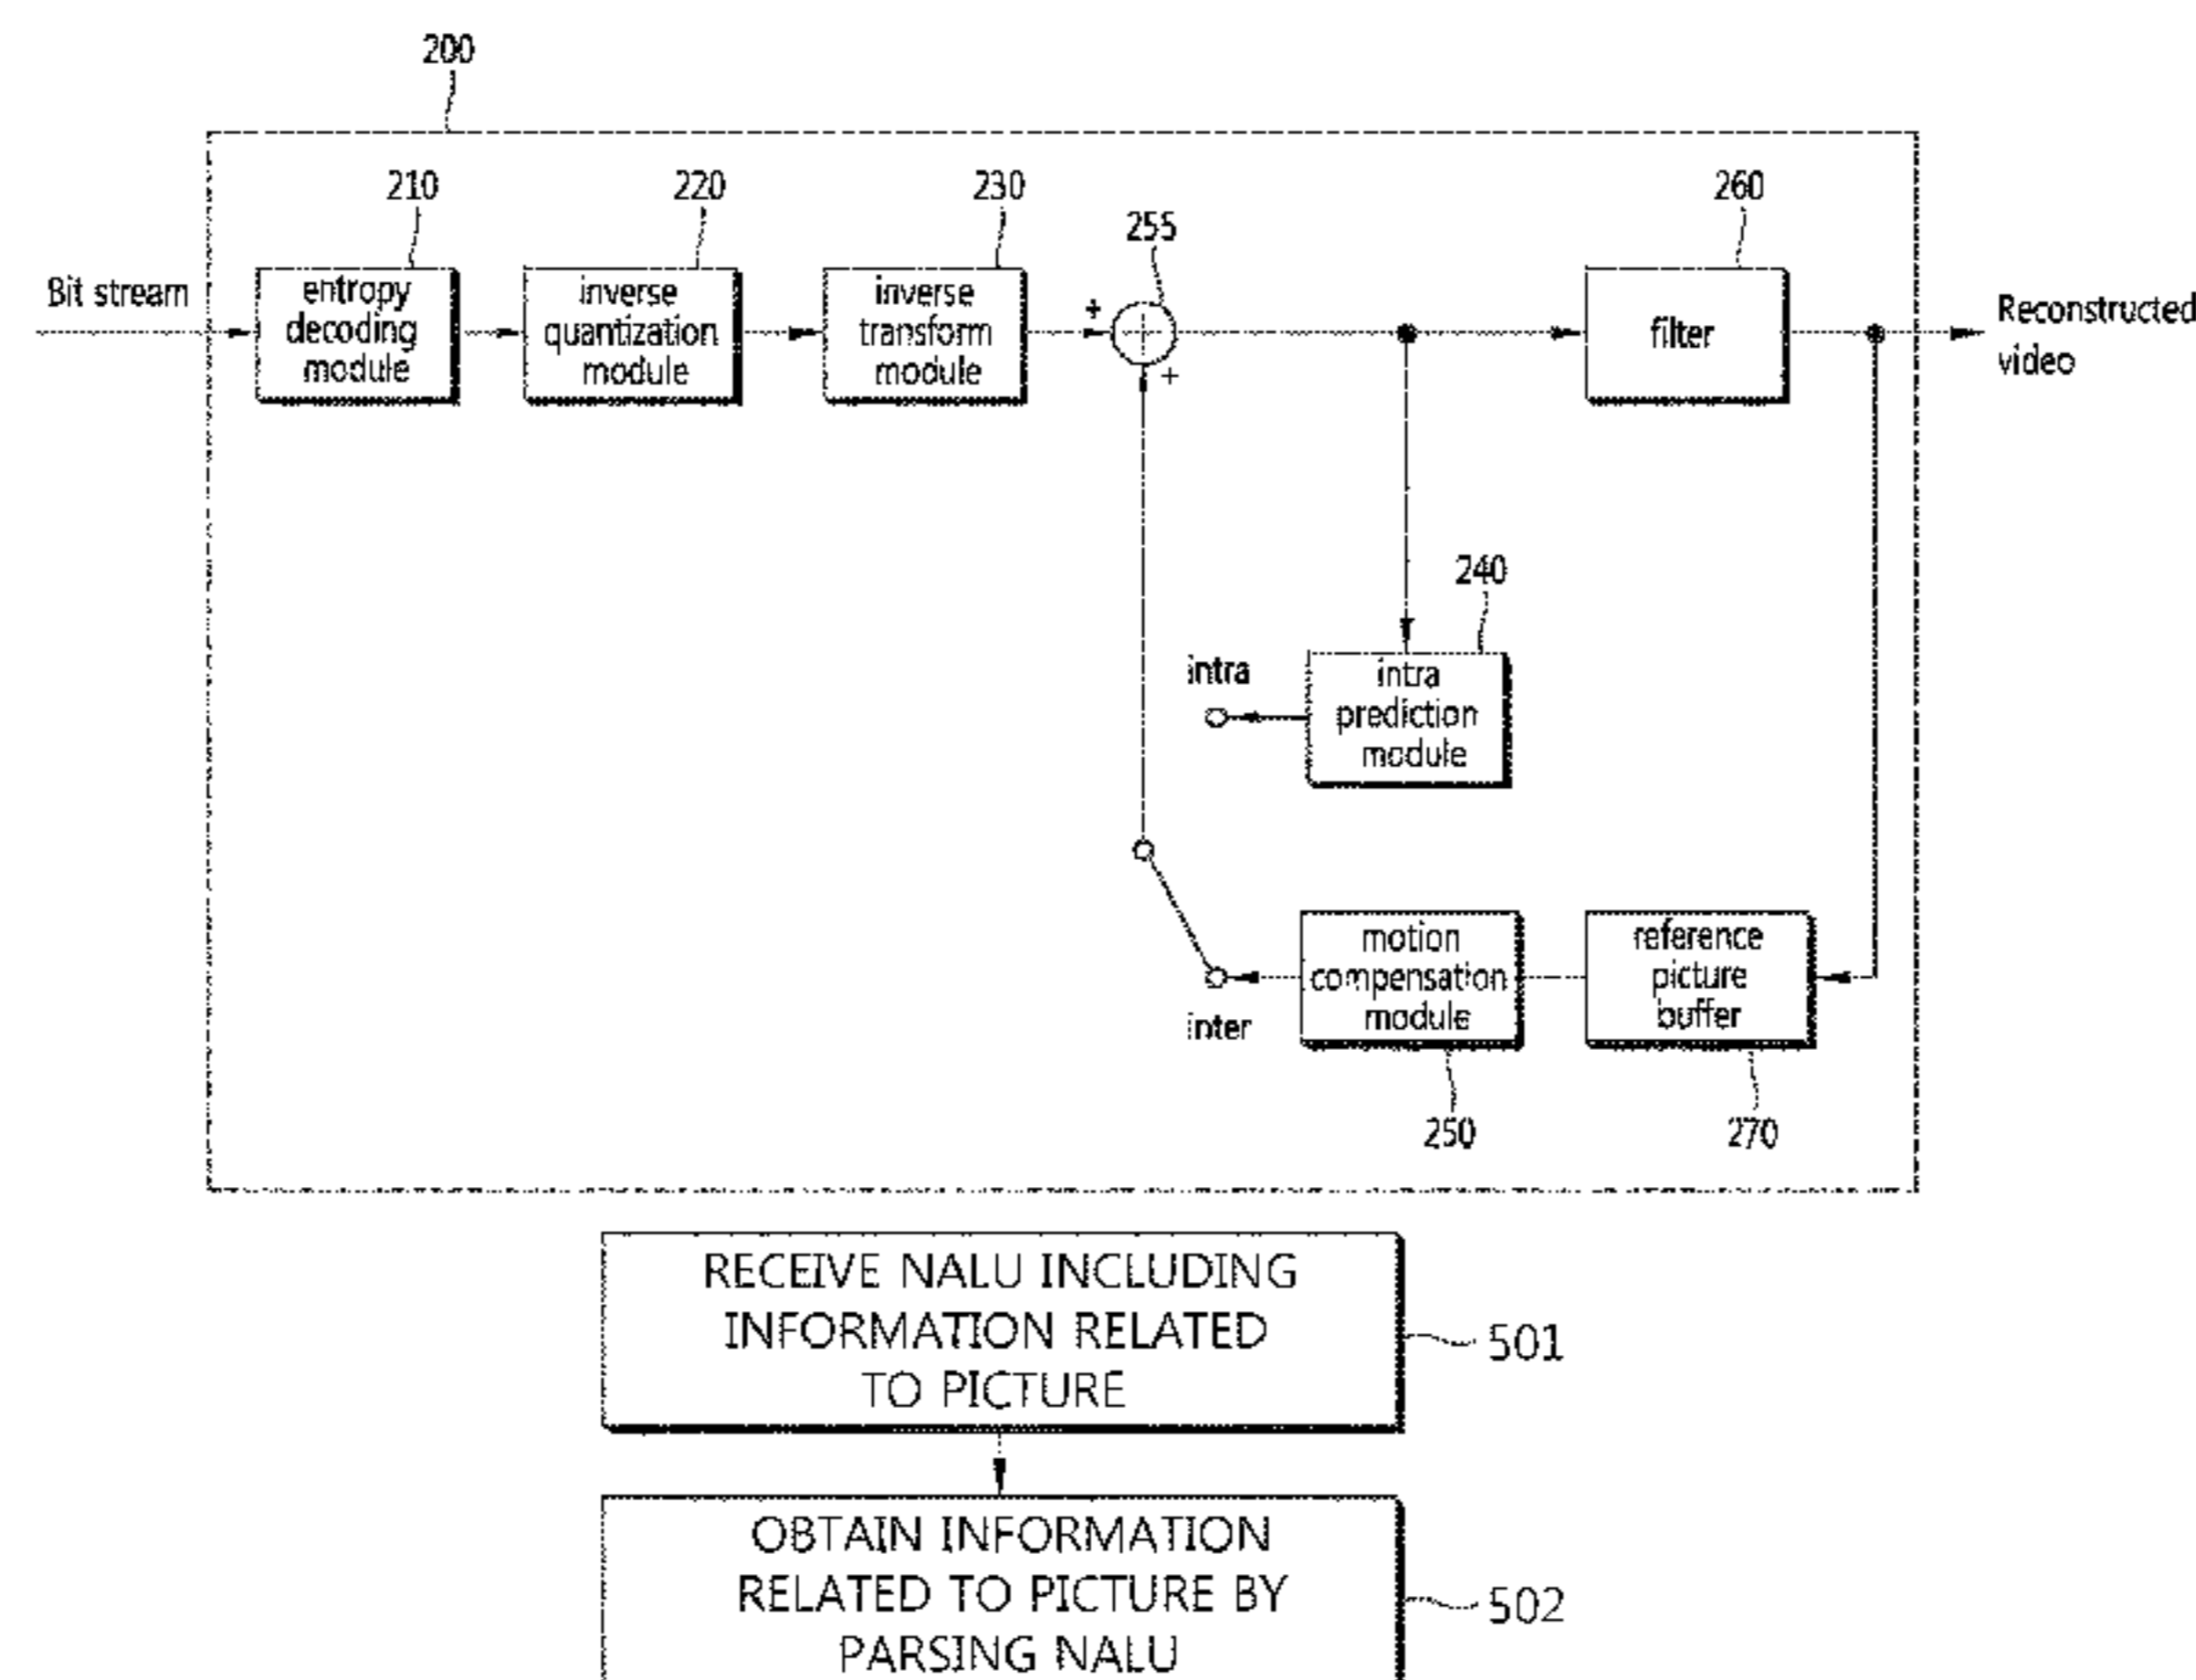 200
210
220
230
255
260
Bit stream
entropy
decoding
module
inverse
quantization
module
inverse
transform
module
+
+
filter
Reconstructed
video
240
intra
intra
prediction
module
motion
compensation
module
reference
picture
buffer
inter
250
270
RECEIVE NALU INCLUDING
INFORMATION RELATED
TO PICTURE
501
OBTAIN INFORMATION
RELATED TO PICTURE BY
PARSING NALU
502